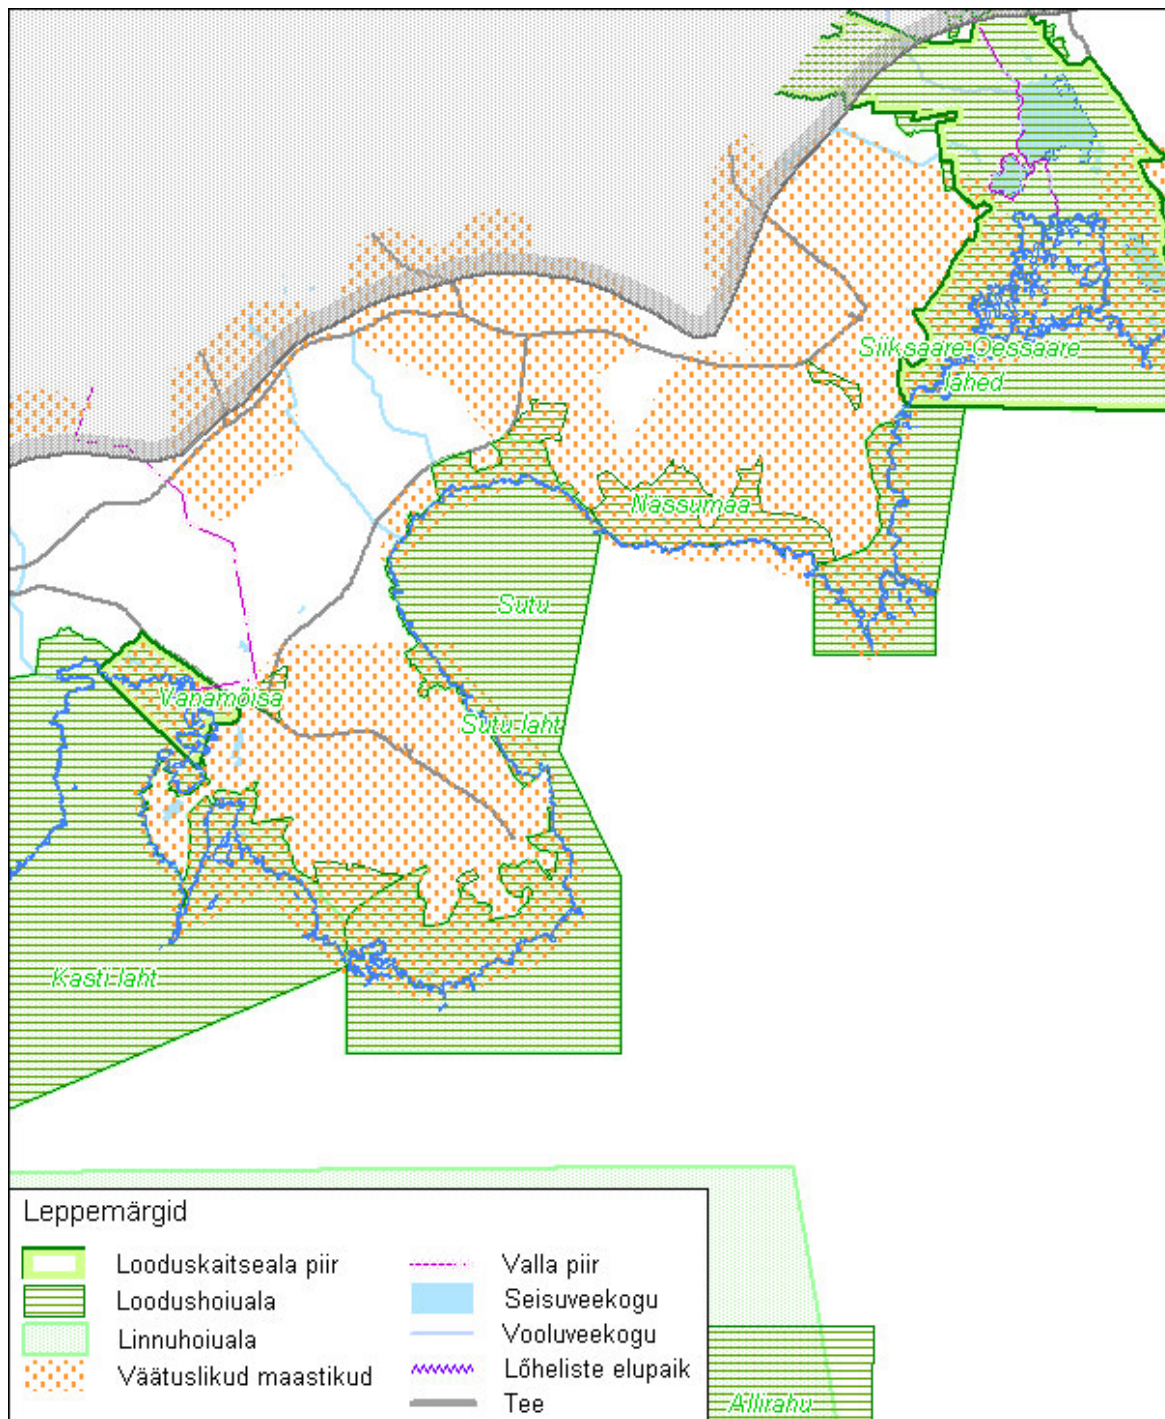 Siiksaare-Oessaare
lahed
Nassumaa
Sutu
Vanamõisa
Sutu laht
Kasti laht
Leppemärgid
Looduskaitseala piir
Loodushoiuala
Linnuhoiuala
Väätuslikud maastikud
Valla piir
Seisuveekogu
Vooluveekogu
Lõheliste elupaik
Tee
Allirahu